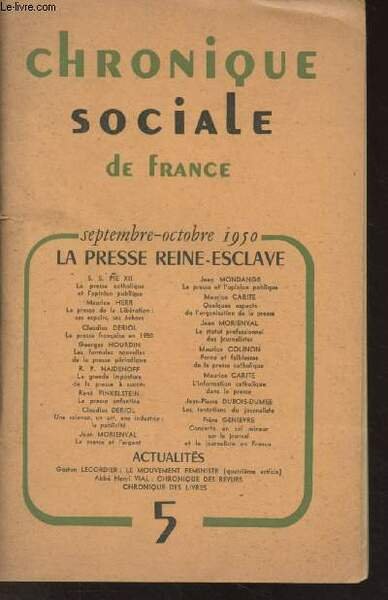 Le-livre.com
chronique
sociale
de france
septembre-octobre 1950
LA PRESSE REINE-ESCLAVE
S. S. PIE XII
La presse catholique
et l'opinion publique
Maurice HERR
La presse de la Libération :
ses espoirs, ses échecs
Claudius DERIOL
La presse française en 1950
Georges HOURDIN
Les formules nouvelles
de la presse périodique
R. P. NAIDENOFF
La grande imposture
de la presse à succès
René FINKELSTEIN
La presse enfantine
Claudius DERIOL
Une science, un art, une industrie :
la publicité
Jean MORIENVAL
La presse et l'argent
Jean MONDANGE
La presse et l'opinion publique
Maurice CARITE
Quelques aspects
de l'organisation de la presse
Jean MORIENVAL
Le statut professionnel
des journalistes
Maurice COLINON
Force et faiblesse
de la presse catholique
Maurice CARITE
L'information catholique
dans la presse
Jean-Pierre DUBOIS-DUMEE
Les tentations du journaliste
Frère GENIEVRE
Concerto en sol mineur
sur le journal
et le journaliste en France
ACTUALITÉS
Gaston LECORDIER : LE MOUVEMENT FEMINISTE (quatrième article)
Abbé Henri VIAL : CHRONIQUE DES REVUES
CHRONIQUE DES LIVRES
5